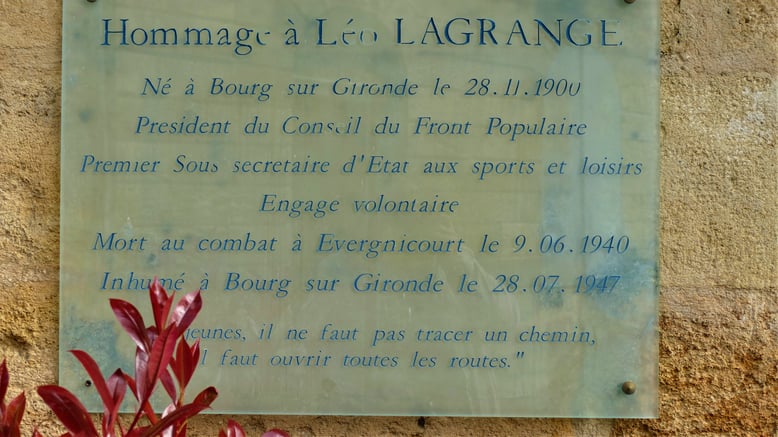 Hommage à Léo LAGRANGE
Né à Bourg sur Gironde le 28.11.1900
President du Conseil du Front Populaire
Premier Sous secretaire d'Etat aux sports et loisirs
Engage volontaire
Mort au combat à Evergnicourt le 9.06.1940
Inhumé à Bourg sur Gironde le 28.07.1947
jeunes, il ne faut pas tracer un chemin,
il faut ouvrir toutes les routes."